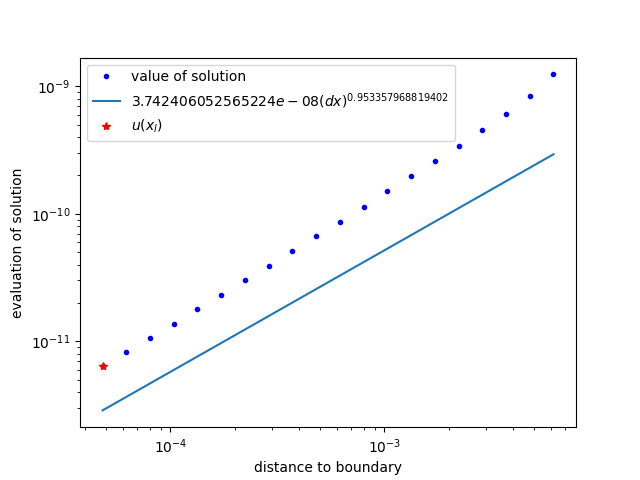 value of solution
3.742406052565224e − 08(dx)^0.953357968819402
u(x_l)
10^−9
10^−10
10^−11
evaluation of solution
10^−4
10^−3
distance to boundary